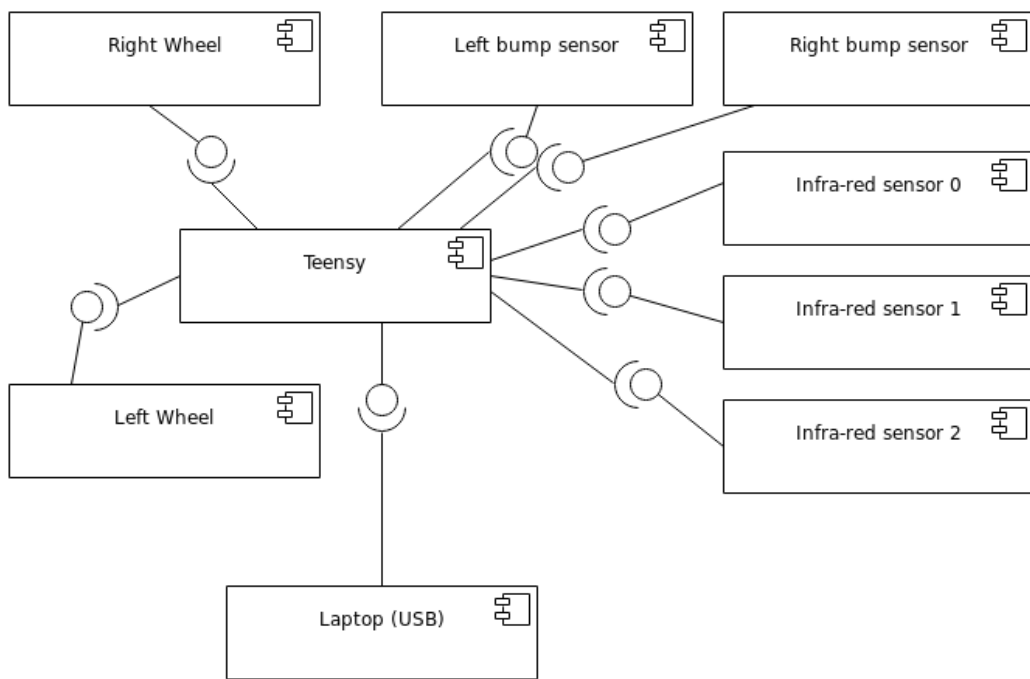 Right Wheel
Left bump sensor
Right bump sensor
Infra-red sensor 0
Teensy
Infra-red sensor 1
Left Wheel
Infra-red sensor 2
Laptop (USB)